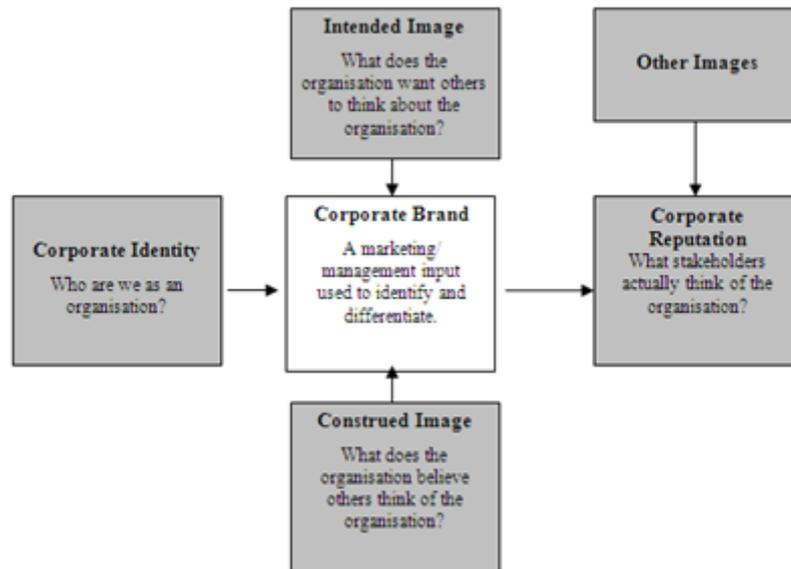 Intended Image
What does the
organisation want others
to think about the
organisation?
Other Images
Corporate Identity
Who are we as an
organisation?
Corporate Brand
A marketing/
management input
used to identify and
differentiate.
Corporate
Reputation
What stakeholders
actually think of the
organisation?
Construed Image
What does the
organisation believe
others think of the
organisation?